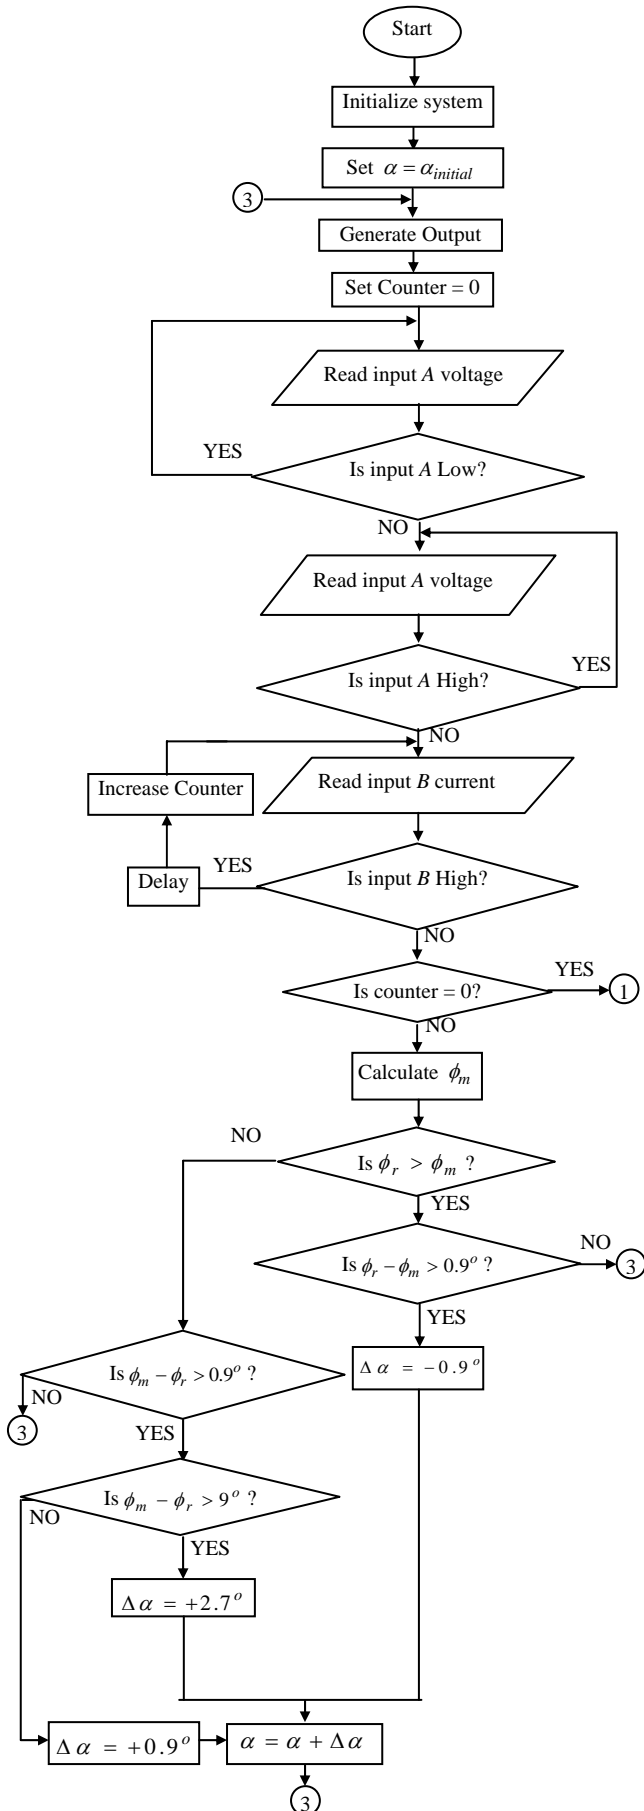 Start
Initialize system
Set α = α_initial
3
Generate Output
Set Counter = 0
Read input A voltage
YES
Is input A Low?
NO
Read input A voltage
YES
Is input A High?
NO
Increase Counter
Read input B current
YES
Delay
Is input B High?
NO
YES
Is counter = 0?
1
NO
Calculate ϕ_m
NO
Is ϕ_r > ϕ_m ?
YES
NO
Is ϕ_r − ϕ_m > 0.9° ?
3
YES
Is ϕ_m − ϕ_r > 0.9° ?
Δα = −0.9°
NO
3
YES
Is ϕ_m − ϕ_r > 9° ?
NO
YES
Δα = +2.7°
Δα = +0.9°
α = α + Δα
3